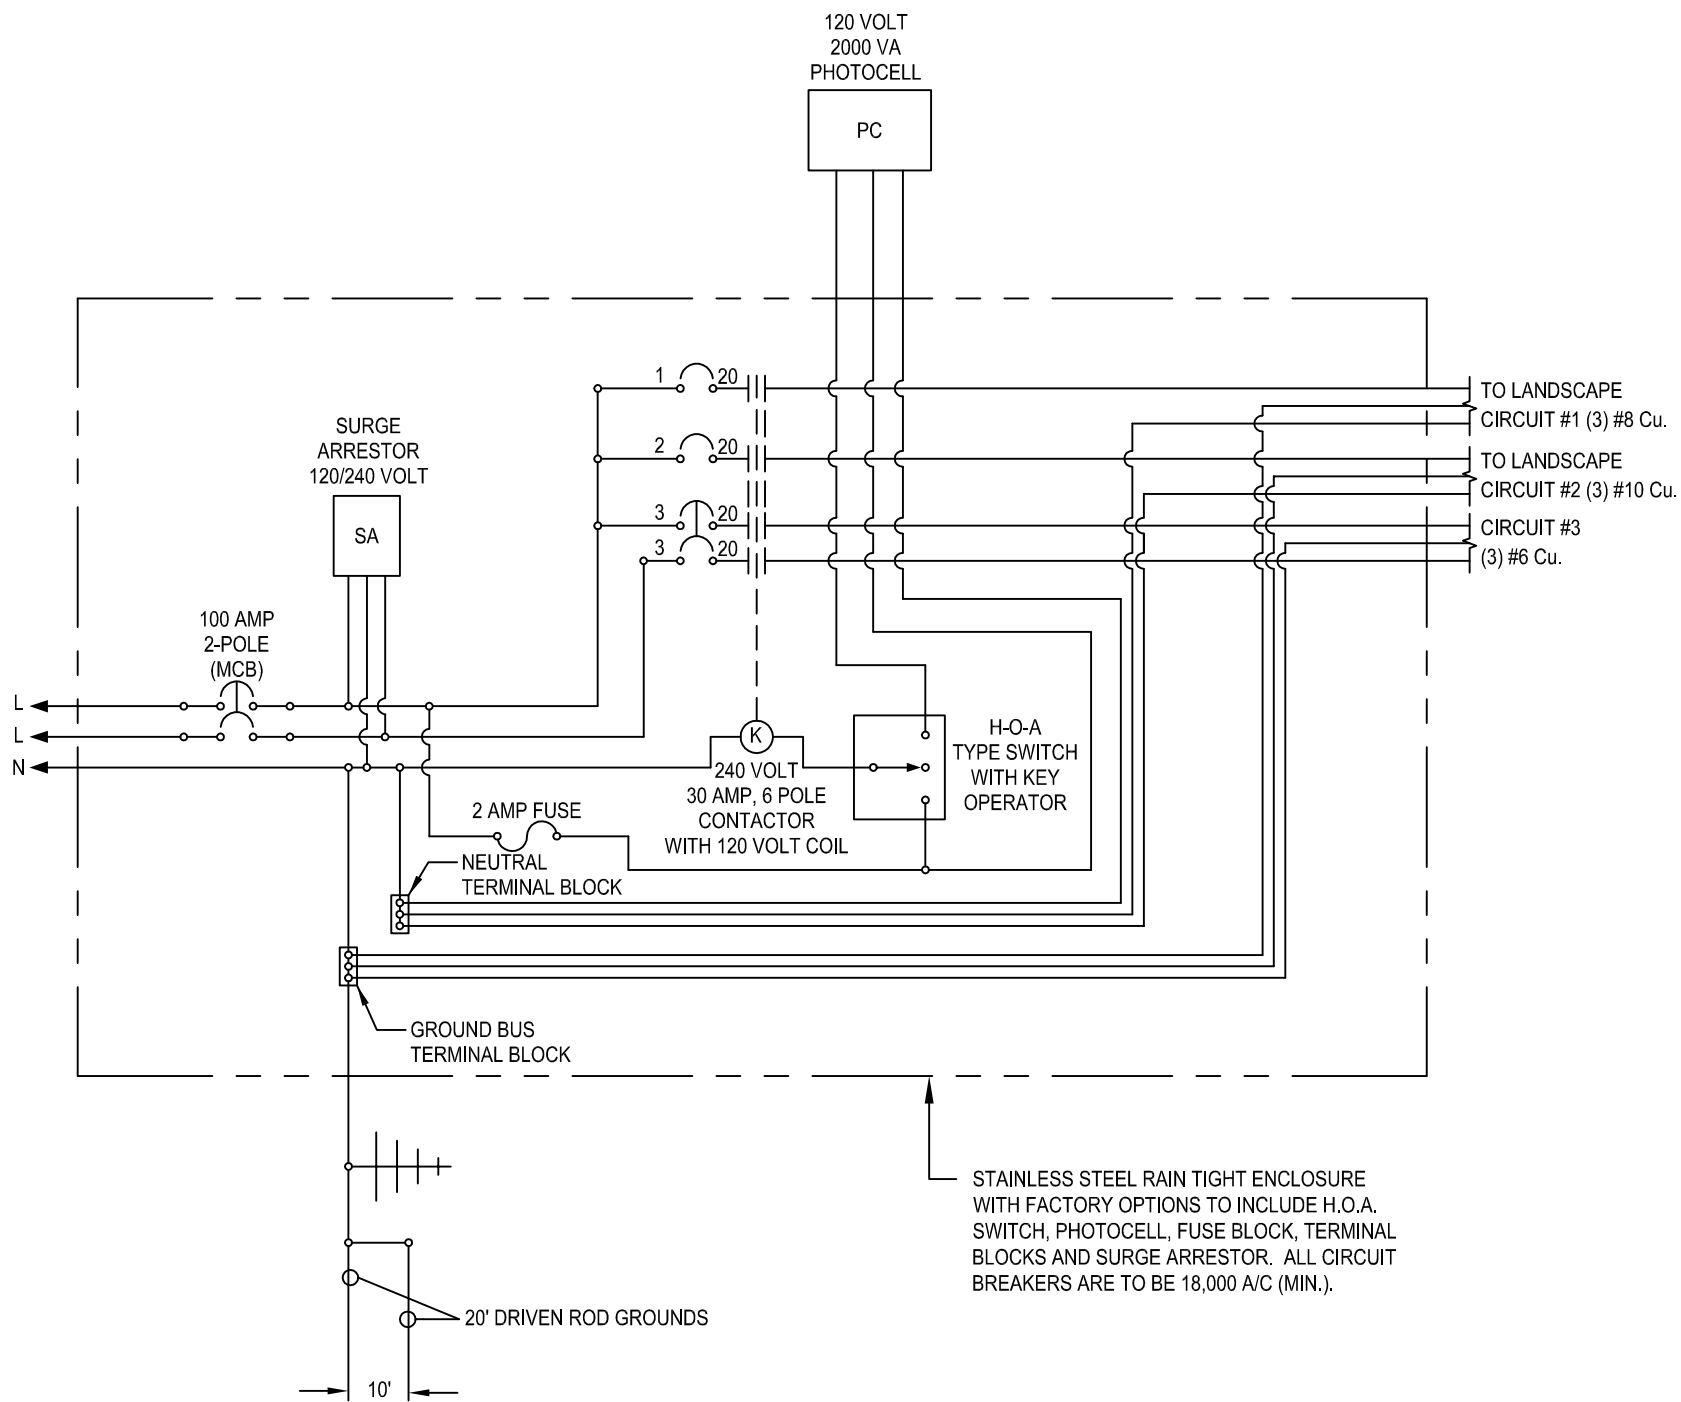 120 VOLT
2000 VA
PHOTOCELL
PC
1
20
TO LANDSCAPE
CIRCUIT #1 (3) #8 Cu.
2
20
TO LANDSCAPE
CIRCUIT #2 (3) #10 Cu.
3
20
3
20
CIRCUIT #3
(3) #6 Cu.
SURGE
ARRESTOR
120/240 VOLT
SA
100 AMP
2-POLE
(MCB)
L
L
N
K
240 VOLT
30 AMP, 6 POLE
CONTACTOR
WITH 120 VOLT COIL
H-O-A
TYPE SWITCH
WITH KEY
OPERATOR
2 AMP FUSE
NEUTRAL
TERMINAL BLOCK
GROUND BUS
TERMINAL BLOCK
STAINLESS STEEL RAIN TIGHT ENCLOSURE
WITH FACTORY OPTIONS TO INCLUDE H.O.A.
SWITCH, PHOTOCELL, FUSE BLOCK, TERMINAL
BLOCKS AND SURGE ARRESTOR. ALL CIRCUIT
BREAKERS ARE TO BE 18,000 A/C (MIN.).
20' DRIVEN ROD GROUNDS
10'